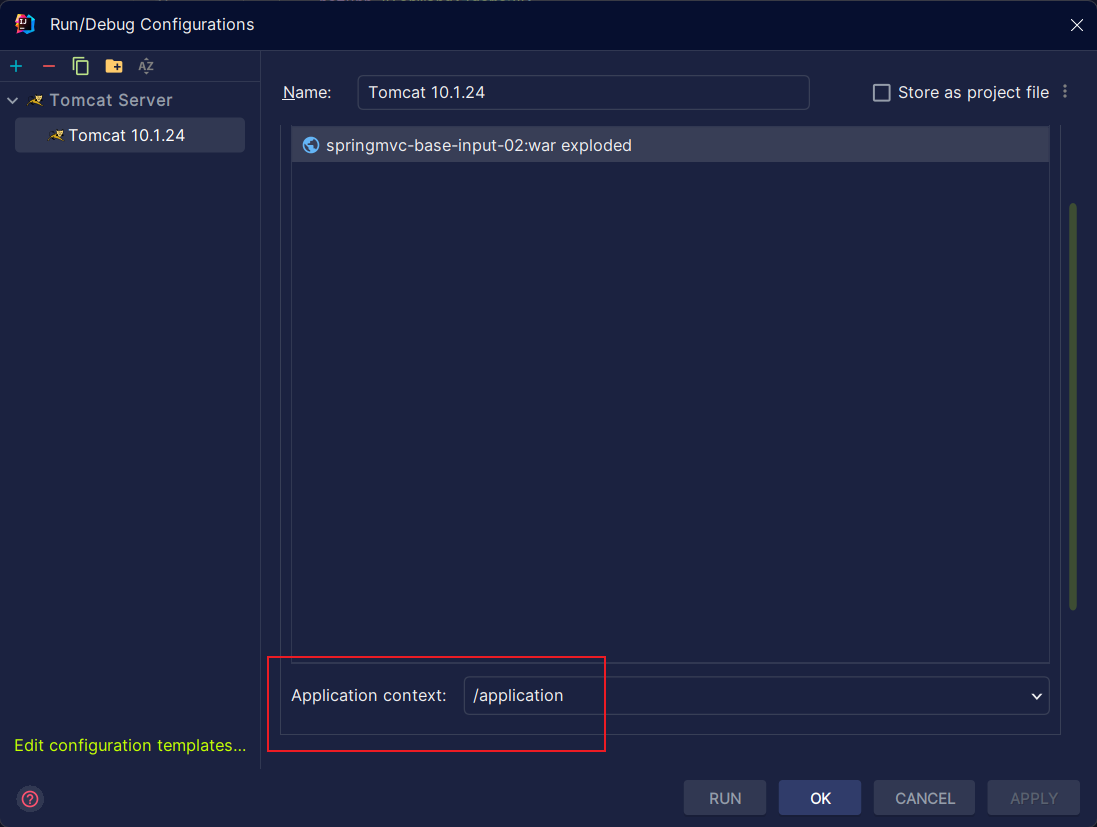 Run/Debug Configurations
Tomcat Server
Tomcat 10.1.24
Name: Tomcat 10.1.24 Store as project file
springmvc-base-input-02:war exploded
Application context: /application
Edit configuration templates...
RUN OK CANCEL APPLY